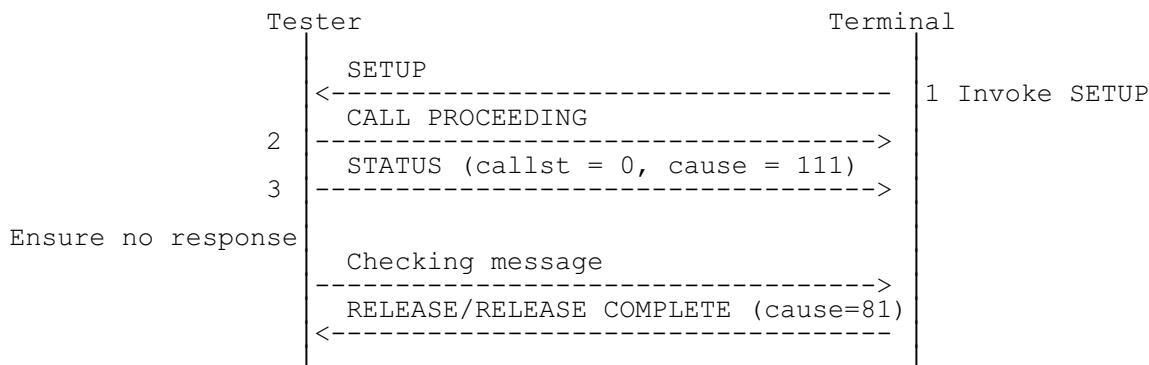 Tester Terminal
SETUP
1 Invoke SETUP
CALL PROCEEDING
2
STATUS (callst = 0, cause = 111)
3
Ensure no response
Checking message
RELEASE/RELEASE COMPLETE (cause=81)